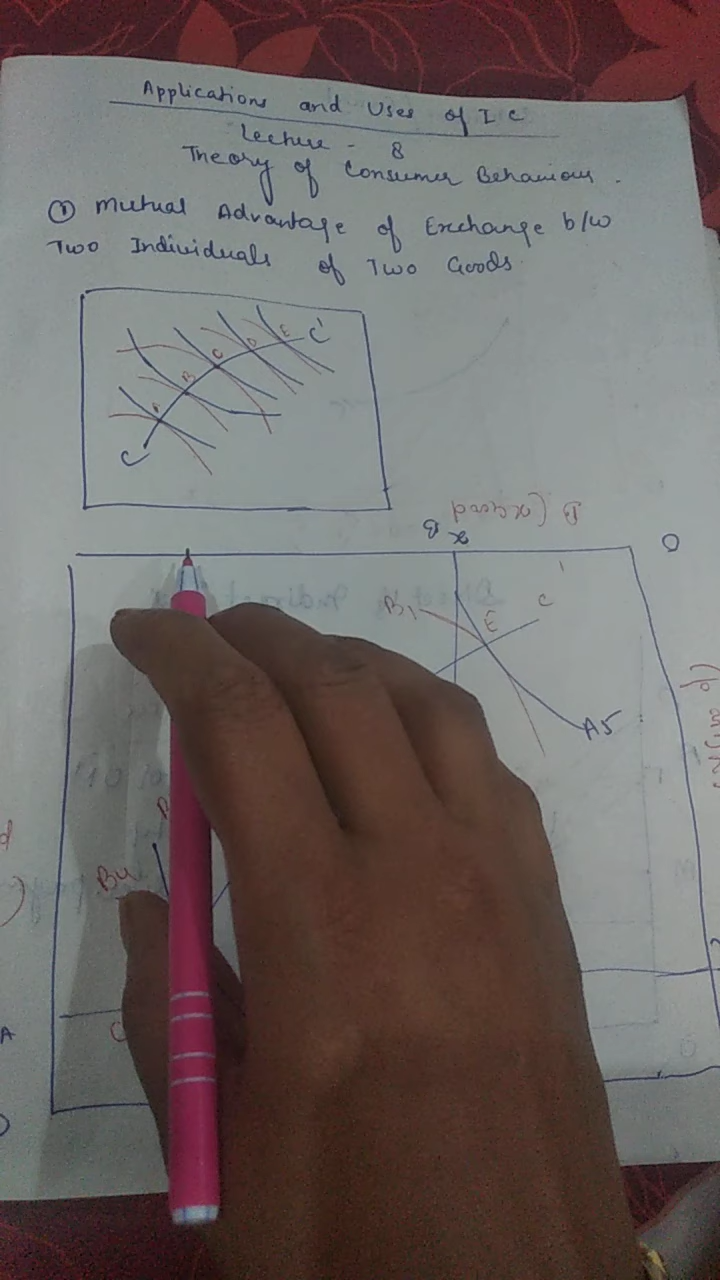 Applications and Uses of I C
Lecture - 8
Theory of Consumer Behaviour.
① Mutual Advantage of Exchange b/w
Two Individuals of Two Goods
E C'
D
C
B
A
C
B x
O
B1
E
C'
A5
B4
A